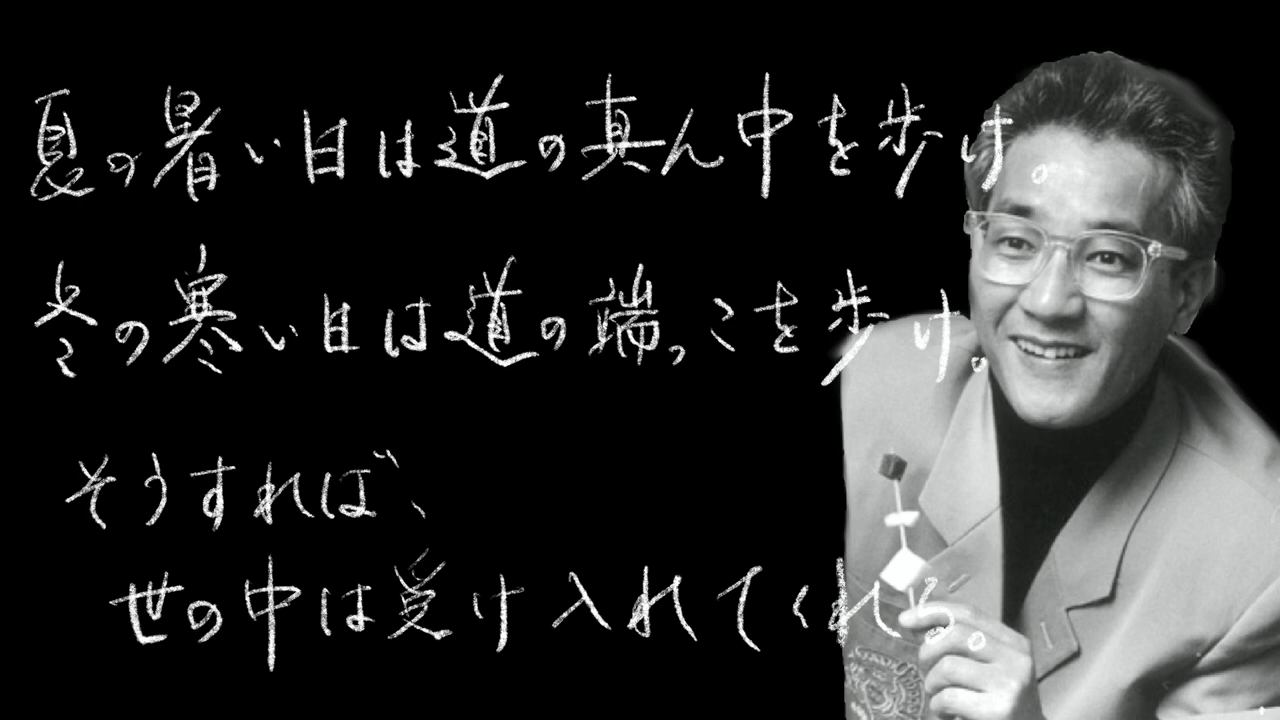 夏の暑い日は道の真ん中を歩け。
冬の寒い日は道の端っこを歩け。
そうすれば、
世の中は受け入れてくれる。